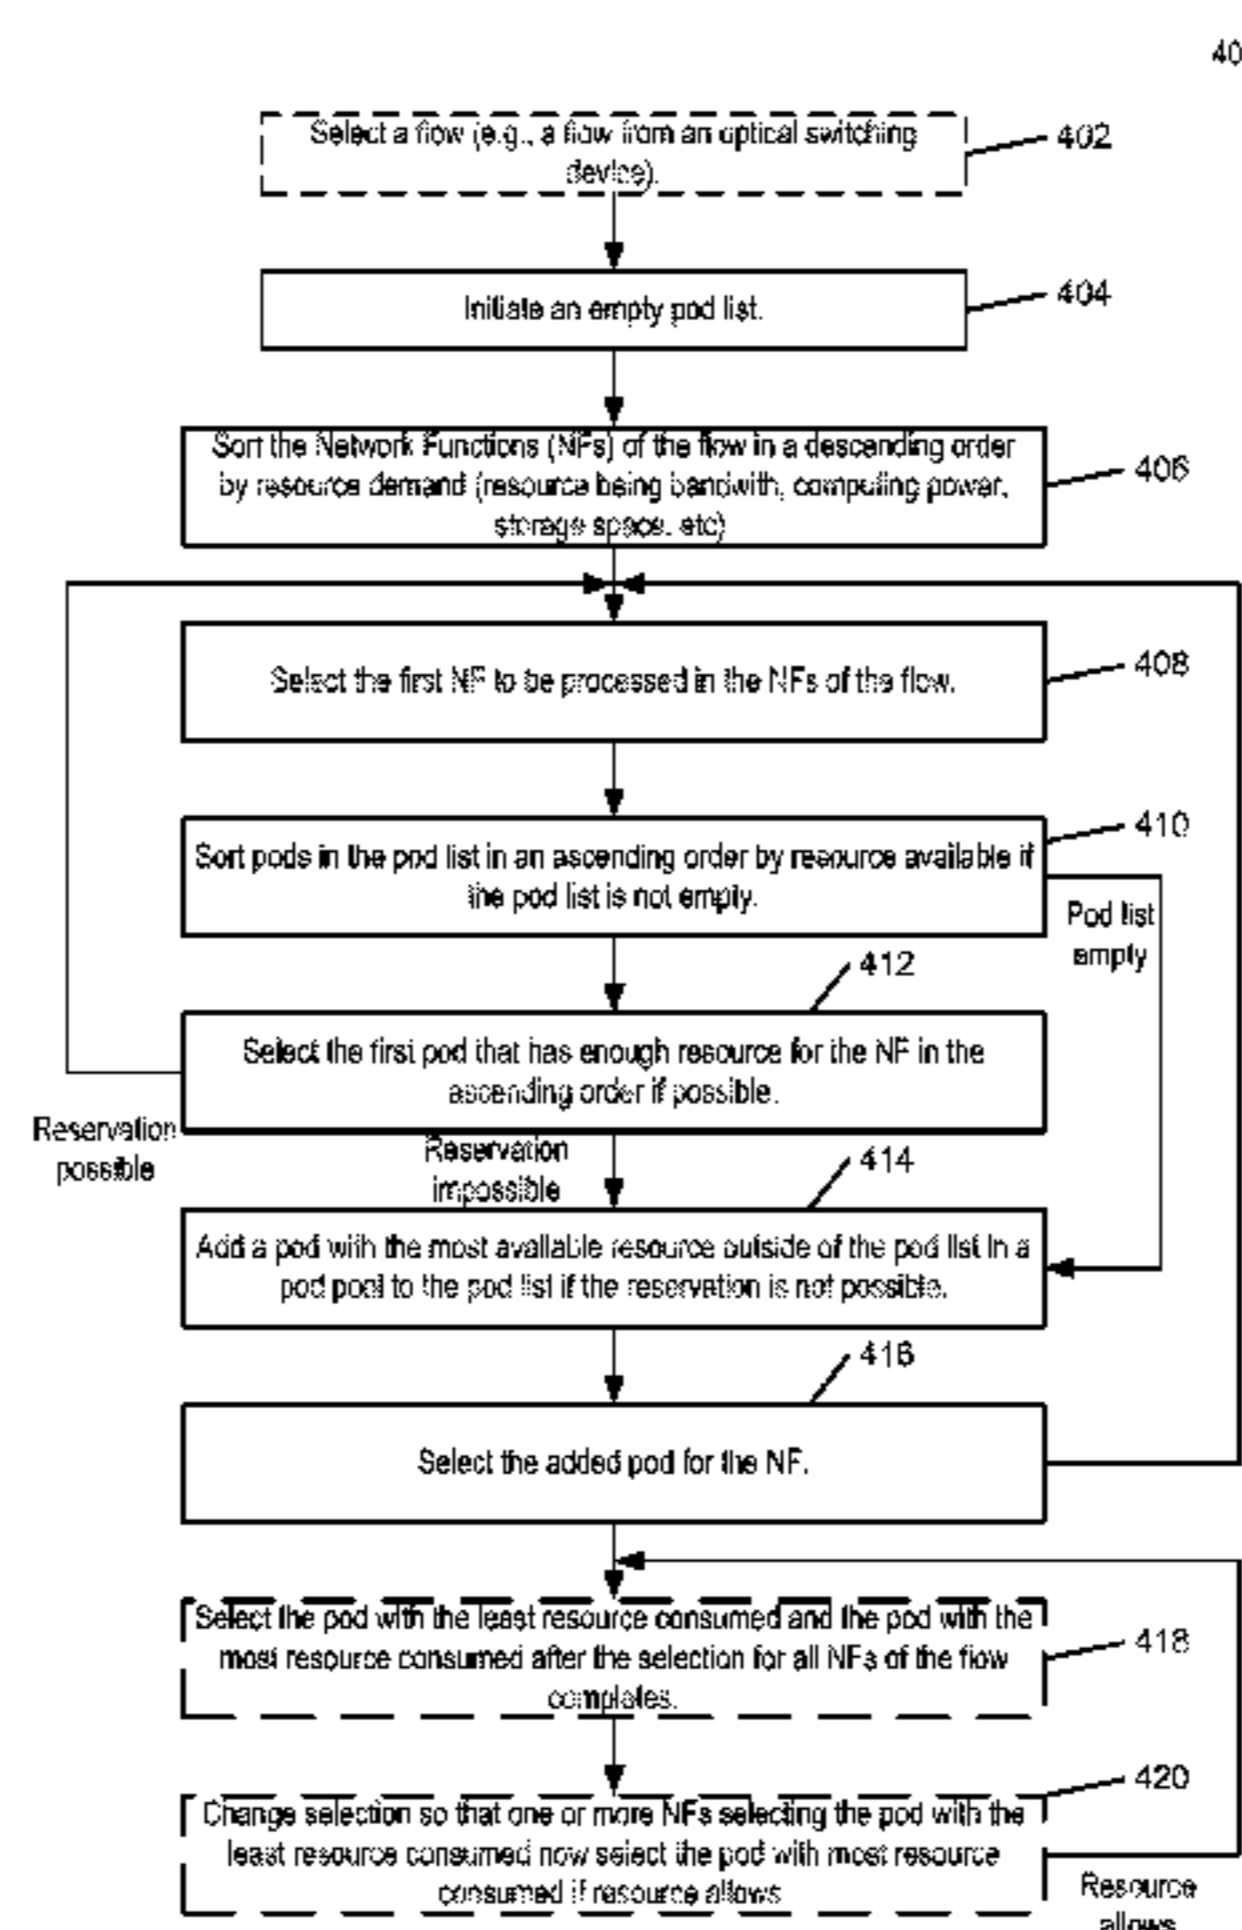 40
Select a flow (e.g., a flow from an optical switching
device).
402
Initiate an empty pod list.
404
Sort the Network Functions (NFs) of the flow in a descending order
by resource demand (resource being bandwith, computing power,
storage space, etc)
406
Select the first NF to be processed in the NFs of the flow.
408
Sort pods in the pod list in an ascending order by resource available if
the pod list is not empty.
410
Pod list
empty
412
Select the first pod that has enough resource for the NF in the
ascending order if possible.
Reservation
possible
Reservation
impossible
414
Add a pod with the most available resource outside of the pod list in a
pod pool to the pod list if the reservation is not possible.
416
Select the added pod for the NF.
Select the pod with the least resource consumed and the pod with the
most resource consumed after the selection for all NFs of the flow
completes.
418
420
Change selection so that one or more NFs selecting the pod with the
least resource consumed now select the pod with most resource
consumed if resource allows
Resource
allows